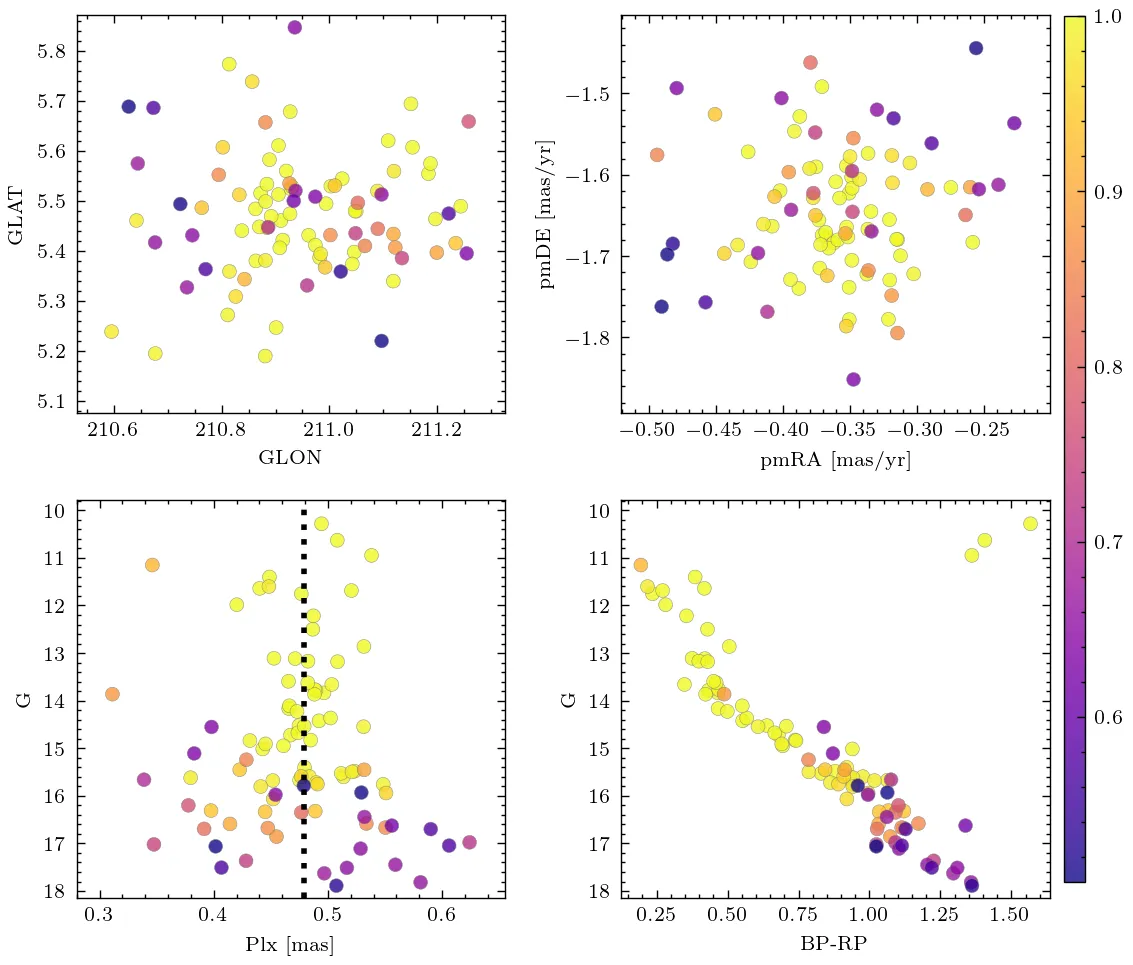 5.8
5.7
5.6
5.5
5.4
5.3
5.2
5.1
GLAT
210.6 210.8 211.0 211.2
GLON
−1.5
−1.6
−1.7
−1.8
pmDE [mas/yr]
−0.50 −0.45 −0.40 −0.35 −0.30 −0.25
pmRA [mas/yr]
1.0
0.9
0.8
0.7
0.6
10
11
12
13
14
15
16
17
18
G
0.3 0.4 0.5 0.6
Plx [mas]
10
11
12
13
14
15
16
17
18
G
0.25 0.50 0.75 1.00 1.25 1.50
BP-RP